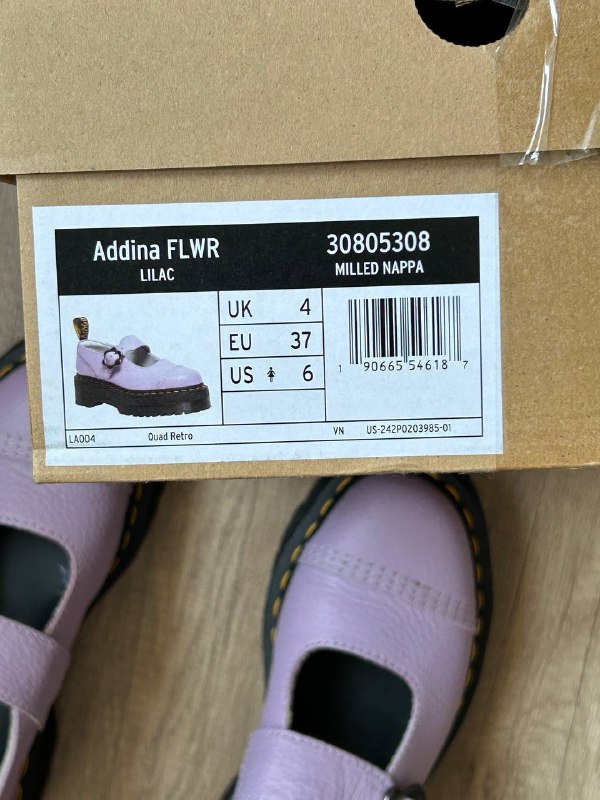 Addina FLWR
LILAC
30805308
MILLED NAPPA
UK 4
EU 37
US 6
1 90665 54618 7
LA004 Quad Retro VN US-242P0203985-01